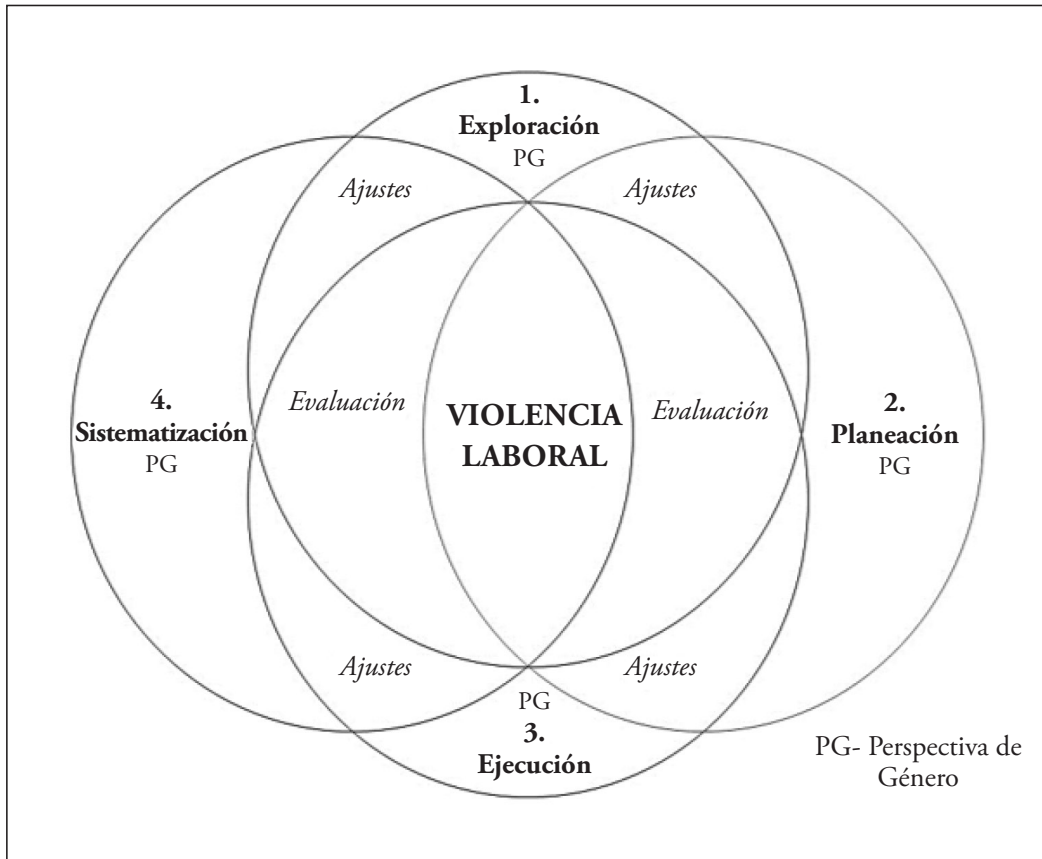 1.
Exploración
PG
Ajustes
Ajustes
4.
Sistematización
PG
Evaluación
VIOLENCIA
LABORAL
Evaluación
2.
Planeación
PG
Ajustes
Ajustes
PG
3.
Ejecución
PG- Perspectiva de
Género